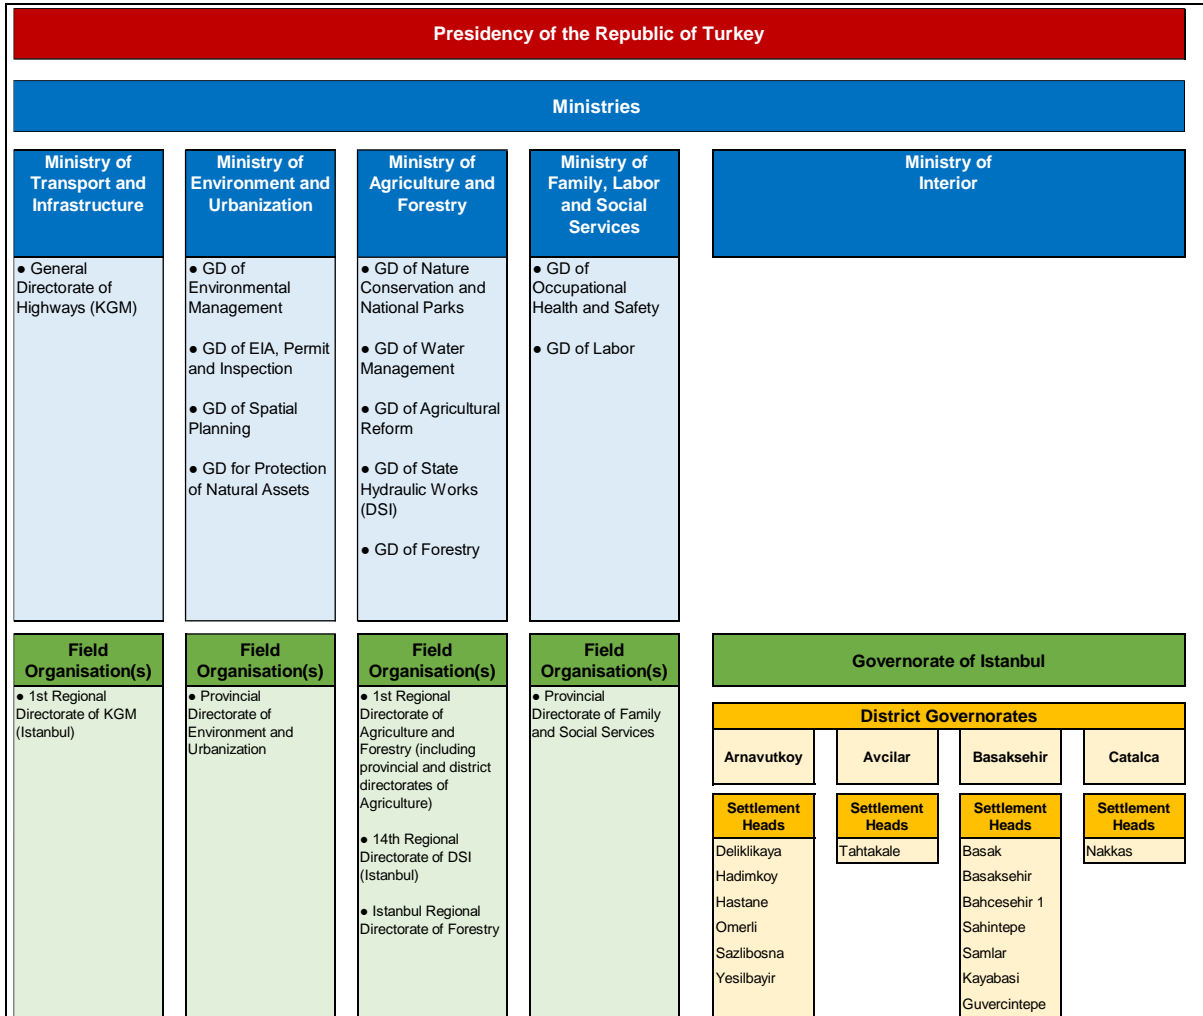 Presidency of the Republic of Turkey
Ministries
Ministry of
Transport and
Infrastructure
Ministry of
Environment and
Urbanization
Ministry of
Agriculture and
Forestry
Ministry of
Family, Labor
and Social
Services
Ministry of
Interior
● General
Directorate of
Highways (KGM)
● GD of
Environmental
Management
● GD of EIA, Permit
and Inspection
● GD of Spatial
Planning
● GD for Protection
of Natural Assets
● GD of Nature
Conservation and
National Parks
● GD of Water
Management
● GD of Agricultural
Reform
● GD of State
Hydraulic Works
(DSI)
● GD of Forestry
● GD of
Occupational
Health and Safety
● GD of Labor
Field
Organisation(s)
● 1st Regional
Directorate of KGM
(Istanbul)
Field
Organisation(s)
● Provincial
Directorate of
Environment and
Urbanization
Field
Organisation(s)
● 1st Regional
Directorate of
Agriculture and
Forestry (including
provincial and district
directorates of
Agriculture)
● 14th Regional
Directorate of DSI
(Istanbul)
● Istanbul Regional
Directorate of Forestry
Field
Organisation(s)
● Provincial
Directorate of Family
and Social Services
Governorate of Istanbul
District Governorates
Arnavutkoy
Settlement
Heads
Deliklikaya
Hadimkoy
Hastane
Omerli
Sazlibosna
Yesilbayir
Avcilar
Settlement
Heads
Tahtakale
Basaksehir
Settlement
Heads
Basak
Basaksehir
Bahcesehir 1
Sahintepe
Samlar
Kayabasi
Guvercintepe
Catalca
Settlement
Heads
Nakkas